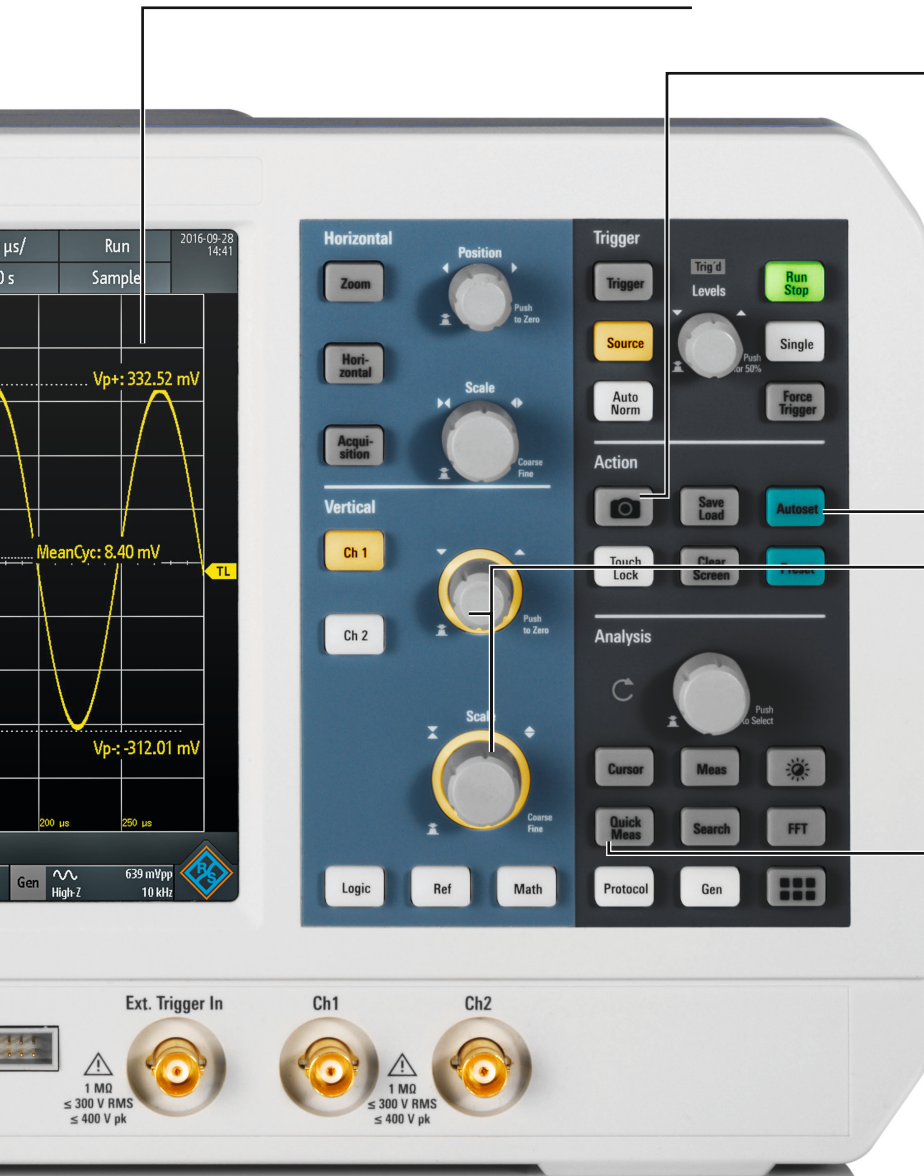 µs/
Run
2016-09-28
14:41
0 s
Sample
Vp+: 332.52 mV
MeanCyc: 8.40 mV
TL
Vp-: -312.01 mV
200 µs
250 µs
Gen
High-Z
639 mVpp
10 kHz
R&S
Horizontal
Zoom
Position
Push
to Zero
Hori-
zontal
Scale
Acqui-
sition
Coarse
Fine
Vertical
Ch 1
Push
to Zero
Ch 2
Scale
Coarse
Fine
Logic
Ref
Math
Trigger
Trigger
Trig'd
Levels
Run
Stop
Source
Single
Push
for 50%
Auto
Norm
Force
Trigger
Action
Save
Load
Autoset
Touch
Lock
Clear
Screen
Preset
Analysis
Push
to Select
Cursor
Meas
Quick
Meas
Search
FFT
Protocol
Gen
Ext. Trigger In
Ch1
Ch2
1 MΩ
≤ 300 V RMS
≤ 400 V pk
1 MΩ
≤ 300 V RMS
≤ 400 V pk